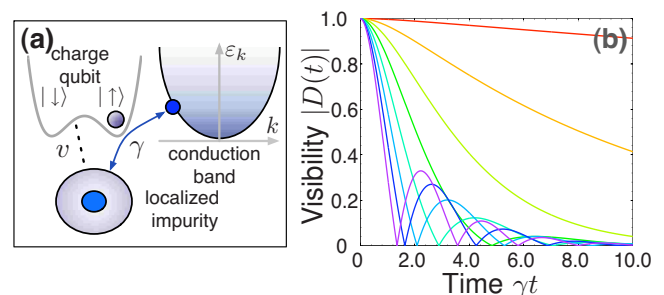 (a)
charge
qubit
|↓⟩ |↑⟩
v
γ
ε_k
k
conduction
band
localized
impurity
(b)
Visibility |D(t)|
1.0
0.8
0.6
0.4
0.2
0
0 2.0 4.0 6.0 8.0 10.0
Time γt